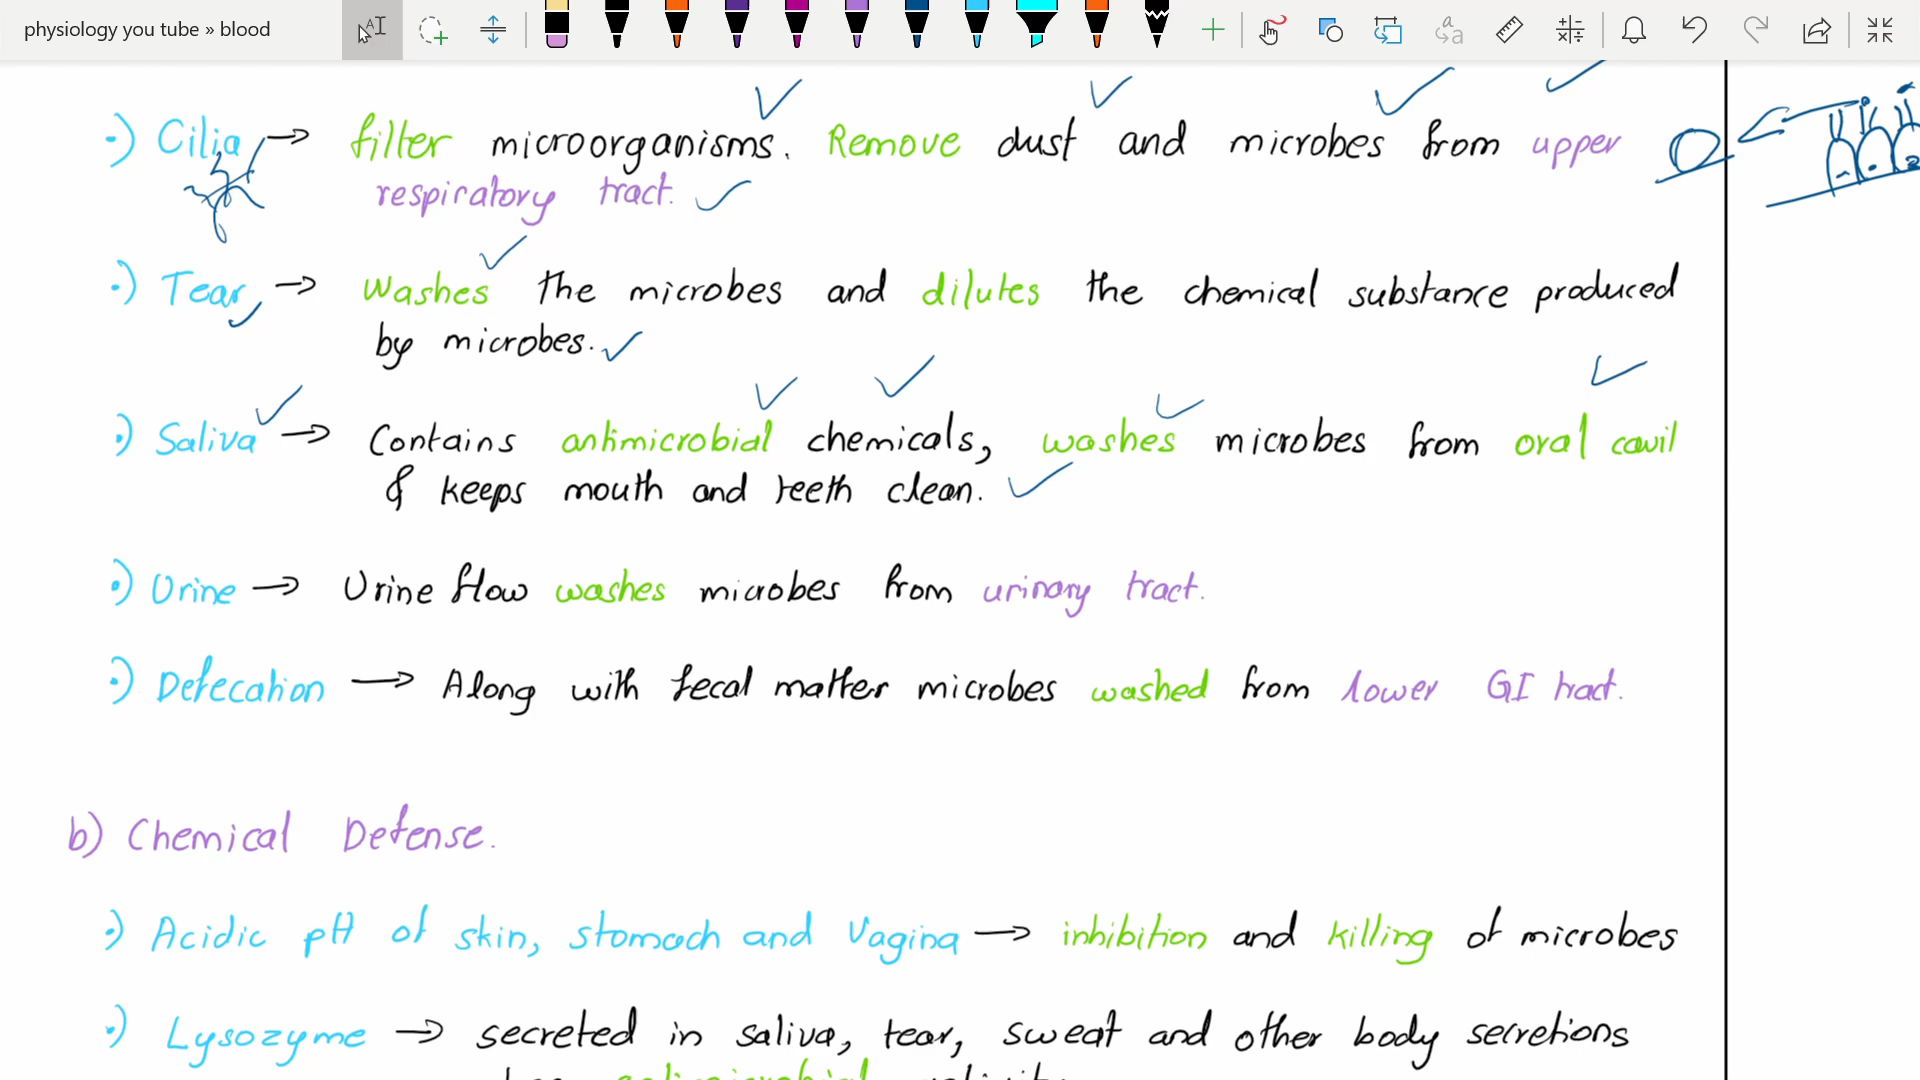 physiology you tube » blood
·) Cilia → filter microorganisms. Remove dust and microbes from upper
respiratory tract.
·) Tear → Washes the microbes and dilutes the chemical substance produced
by microbes.
·) Saliva → Contains antimicrobial chemicals, washes microbes from oral cavit
& keeps mouth and teeth clean.
·) Urine → Urine flow washes microbes from urinary tract.
·) Defecation → Along with fecal matter microbes washed from lower GI tract.
b) Chemical Defense.
·) Acidic pH of skin, stomach and Vagina → inhibition and killing of microbes
·) Lysozyme → secreted in saliva, tear, sweat and other body secretions